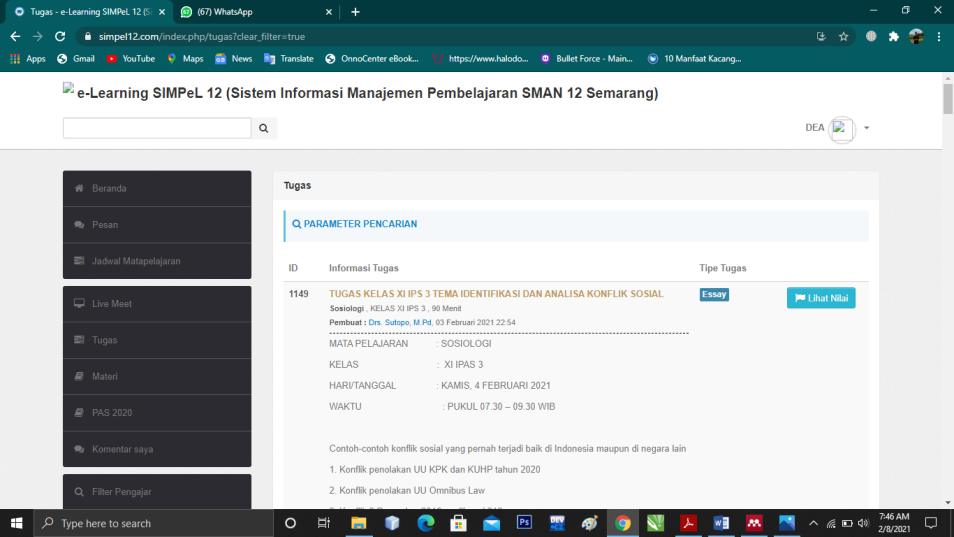 Tugas - e-Learning SIMPeL 12 (Si
(67) WhatsApp
simpel12.com/index.php/tugas?clear_filter=true
Apps
Gmail
YouTube
Maps
News
Translate
OnnoCenter eBook...
https://www.halodo...
Bullet Force - Main...
10 Manfaat Kacang...
e-Learning SIMPeL 12 (Sistem Informasi Manajemen Pembelajaran SMAN 12 Semarang)
DEA
Beranda
Pesan
Jadwal Matapelajaran
Live Meet
Tugas
Materi
PAS 2020
Komentar saya
Filter Pengajar
Tugas
PARAMETER PENCARIAN
ID Informasi Tugas Tipe Tugas
1149 TUGAS KELAS XI IPS 3 TEMA IDENTIFIKASI DAN ANALISA KONFLIK SOSIAL Essay Lihat Nilai
Sosiologi , KELAS XI IPS 3 , 90 Menit
Pembuat : Drs. Sutopo, M.Pd, 03 Februari 2021 22:54
MATA PELAJARAN : SOSIOLOGI
KELAS : XI IPAS 3
HARI/TANGGAL : KAMIS, 4 FEBRUARI 2021
WAKTU : PUKUL 07.30 – 09.30 WIB
Contoh-contoh konflik sosial yang pernah terjadi baik di Indonesia maupun di negara lain
1. Konflik penolakan UU KPK dan KUHP tahun 2020
2. Konflik penolakan UU Omnibus Law
Type here to search
7:46 AM
2/8/2021